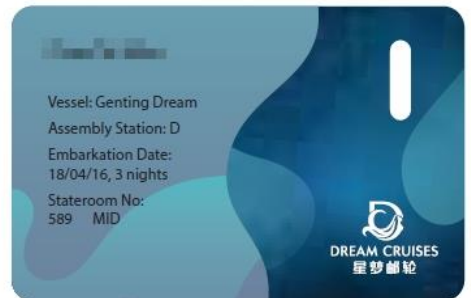 Vessel: Genting Dream
Assembly Station: D
Embarkation Date:
18/04/16, 3 nights
Stateroom No:
589 MID
DREAM CRUISES
星梦邮轮